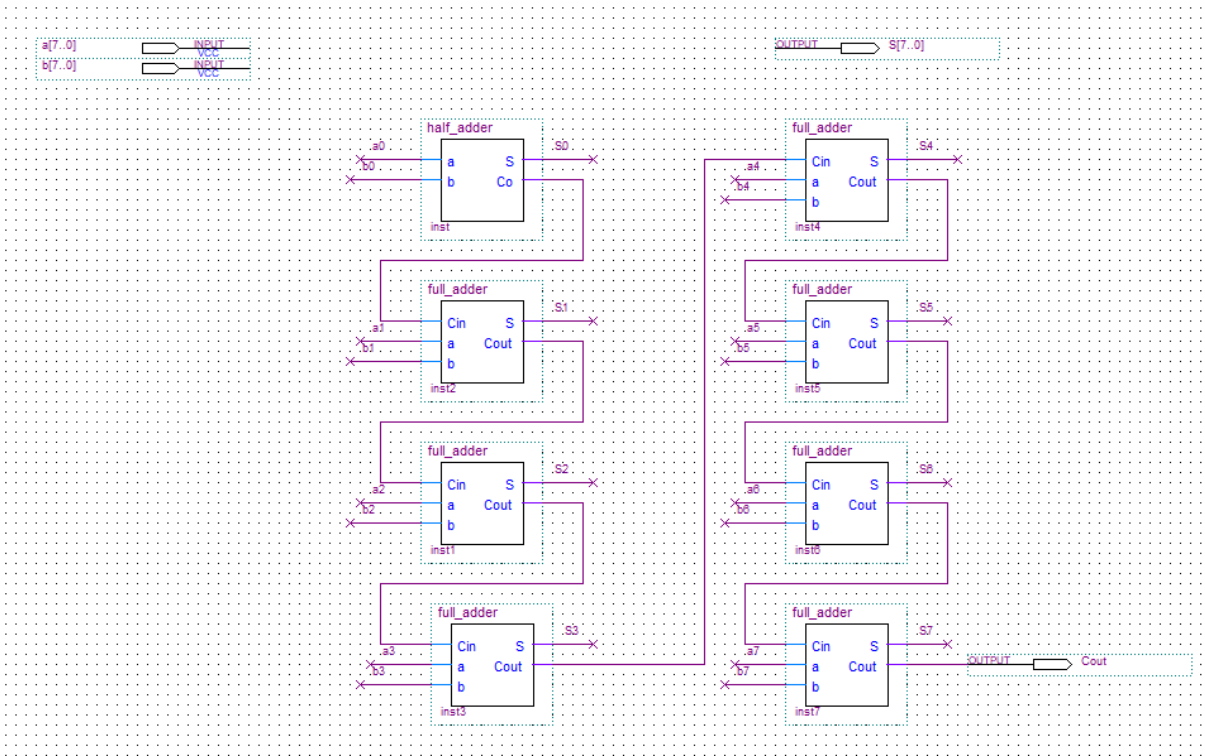 a[7..0] INPUT VCC
b[7..0] INPUT VCC
OUTPUT S[7..0]
half_adder
a0 a S S0
b0 b Co
inst
full_adder
Cin S S1
a1 a Cout
b1 b
inst2
full_adder
Cin S S2
a2 a Cout
b2 b
inst1
full_adder
Cin S S3
a3 a Cout
b3 b
inst3
full_adder
Cin S S4
a4 a Cout
b4 b
inst4
full_adder
Cin S S5
a5 a Cout
b5 b
inst5
full_adder
Cin S S6
a6 a Cout
b6 b
inst6
full_adder
Cin S S7
a7 a Cout OUTPUT Cout
b7 b
inst7